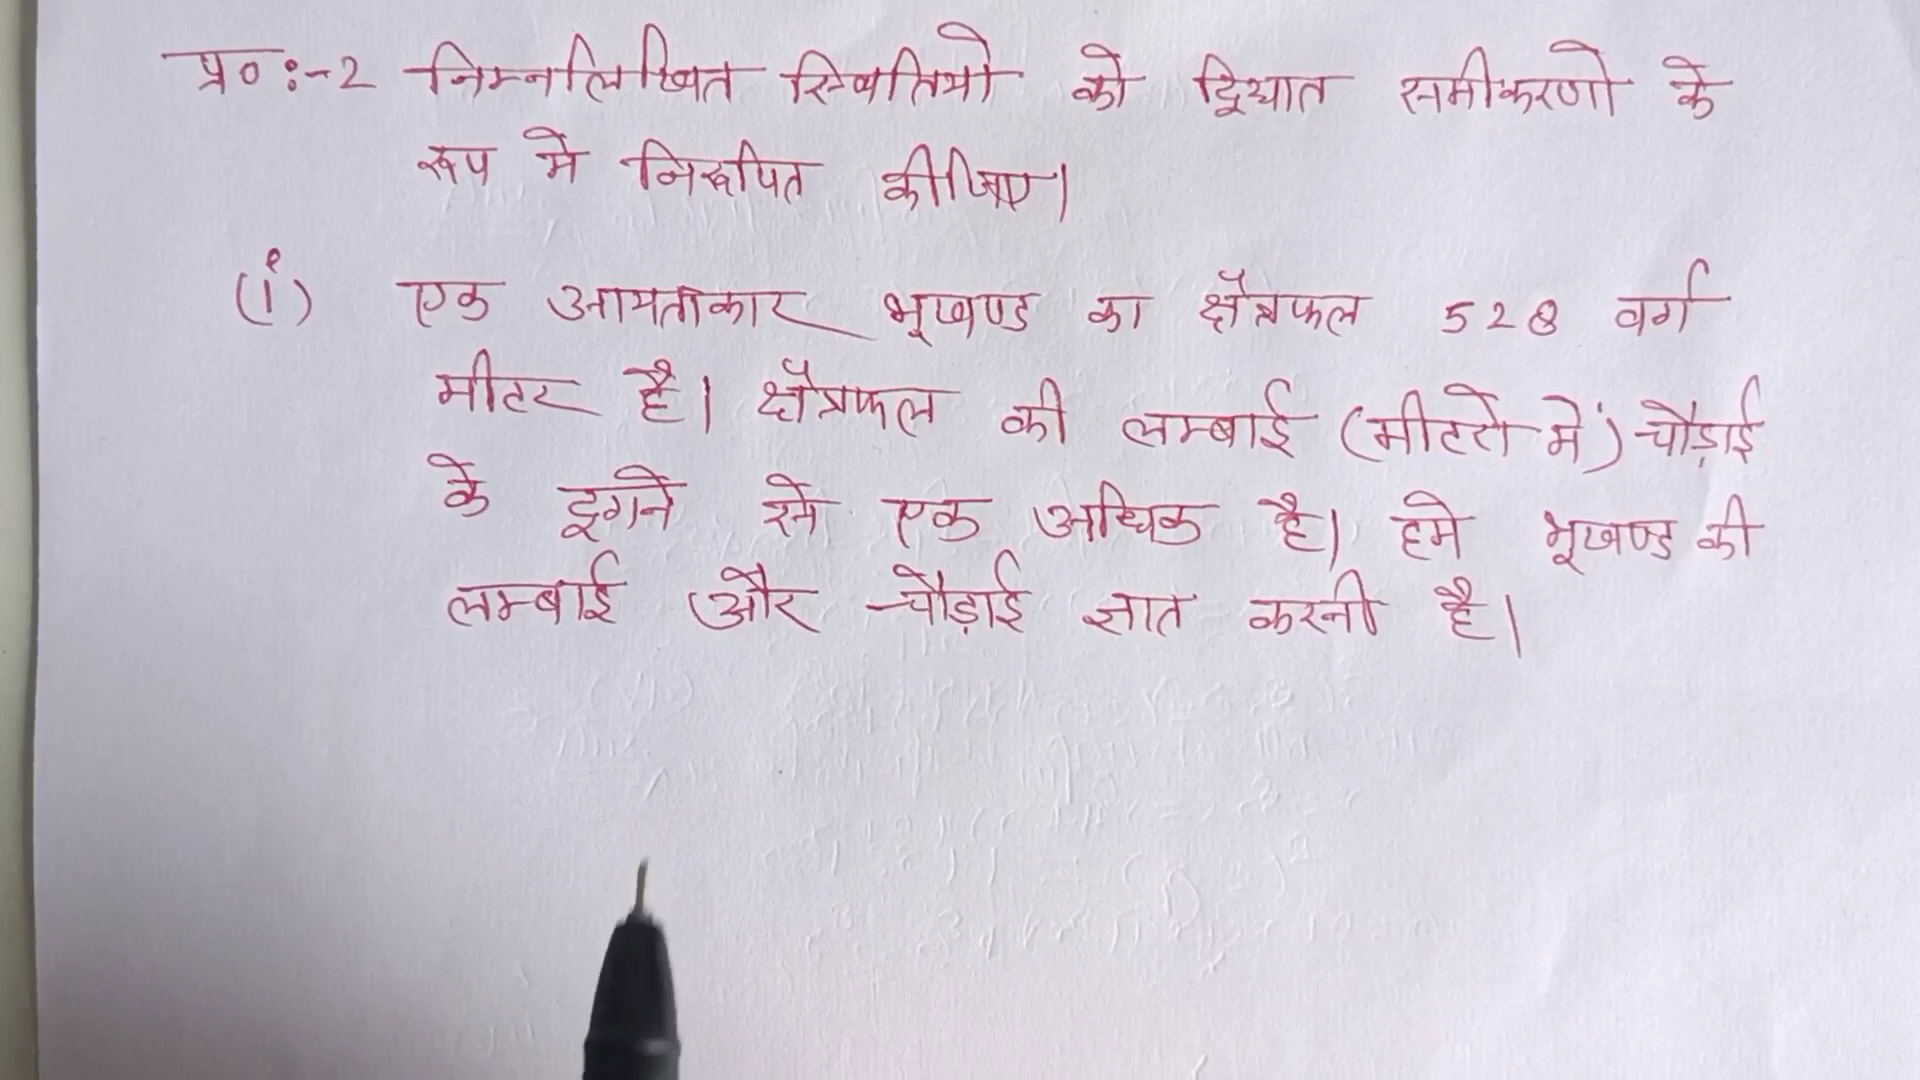 प्र० :-2 निम्नलिखित स्थितियो को द्विघात समीकरणो के
रूप मे निरूपित कीजिए।
(i) एक आयताकार भूखण्ड का क्षेत्रफल 528 वर्ग
मीटर है। क्षेत्रफल की लम्बाई (मीटरो में) चौड़ाई
के दुगने से एक अधिक है। हमे भूखण्ड की
लम्बाई और चौड़ाई ज्ञात करनी है।